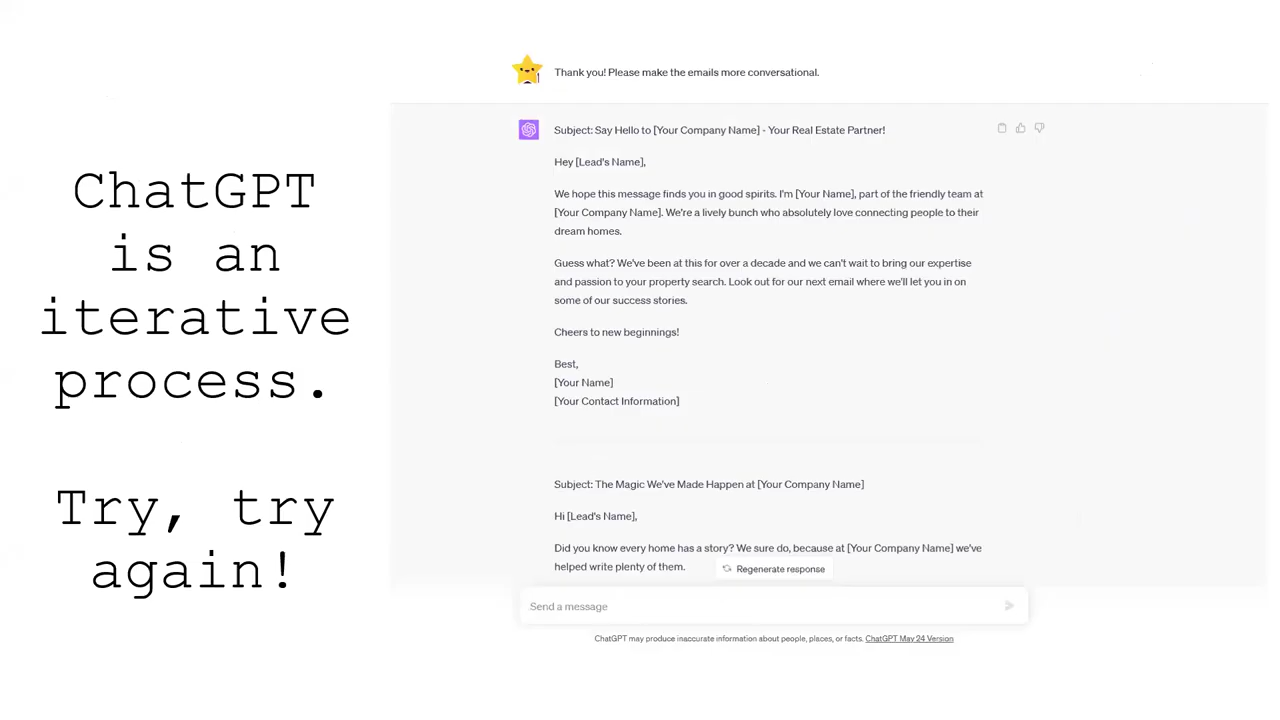 ChatGPT
is an
iterative
process.
Try, try
again!
Thank you! Please make the emails more conversational.
Subject: Say Hello to [Your Company Name] - Your Real Estate Partner!
Hey [Lead's Name],
We hope this message finds you in good spirits. I'm [Your Name], part of the friendly team at
[Your Company Name]. We're a lively bunch who absolutely love connecting people to their
dream homes.
Guess what? We've been at this for over a decade and we can't wait to bring our expertise
and passion to your property search. Look out for our next email where we'll let you in on
some of our success stories.
Cheers to new beginnings!
Best,
[Your Name]
[Your Contact Information]
Subject: The Magic We've Made Happen at [Your Company Name]
Hi [Lead's Name],
Did you know every home has a story? We sure do, because at [Your Company Name] we've
helped write plenty of them.
Regenerate response
Send a message
ChatGPT may produce inaccurate information about people, places, or facts. ChatGPT May 24 Version